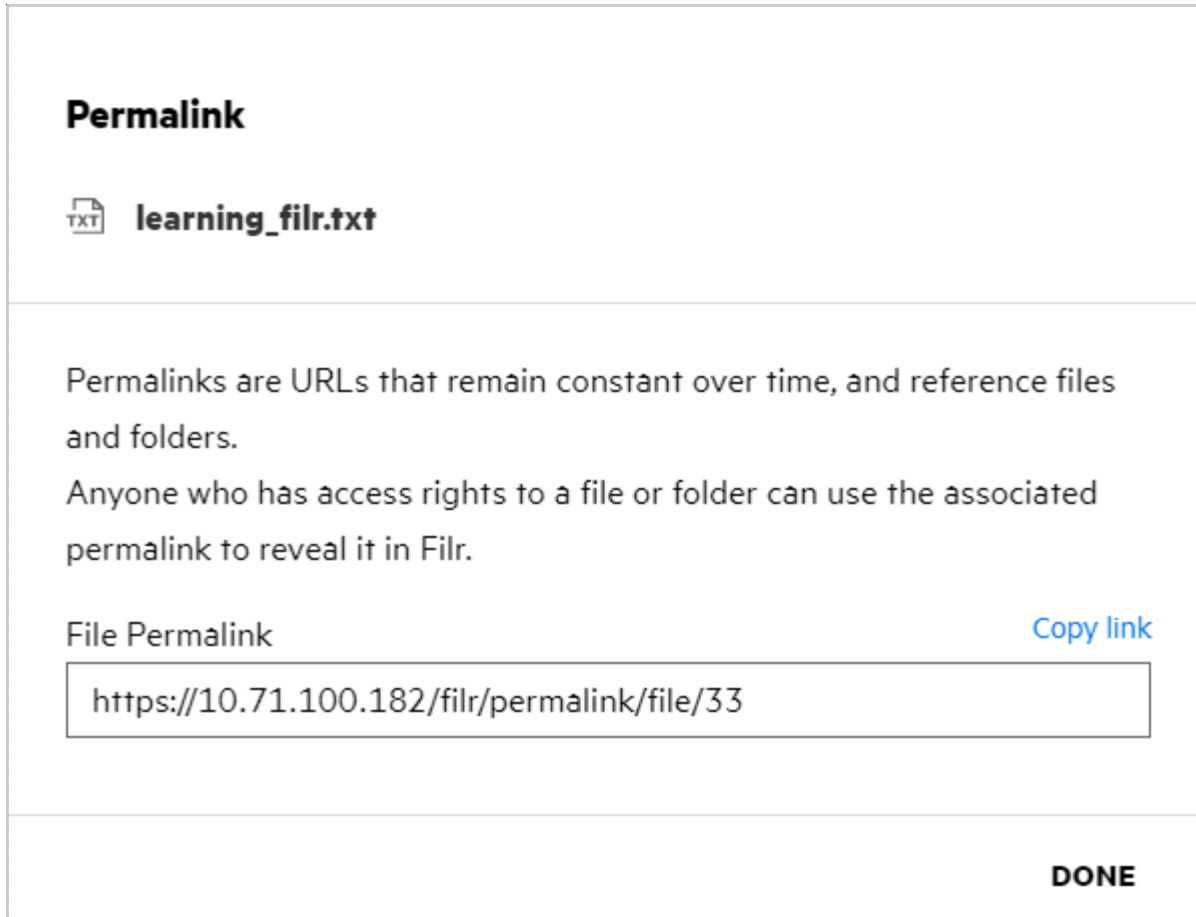 Permalink
TXT
learning_filr.txt
Permalinks are URLs that remain constant over time, and reference files
and folders.
Anyone who has access rights to a file or folder can use the associated
permalink to reveal it in Filr.
File Permalink
Copy link
https://10.71.100.182/filr/permalink/file/33
DONE